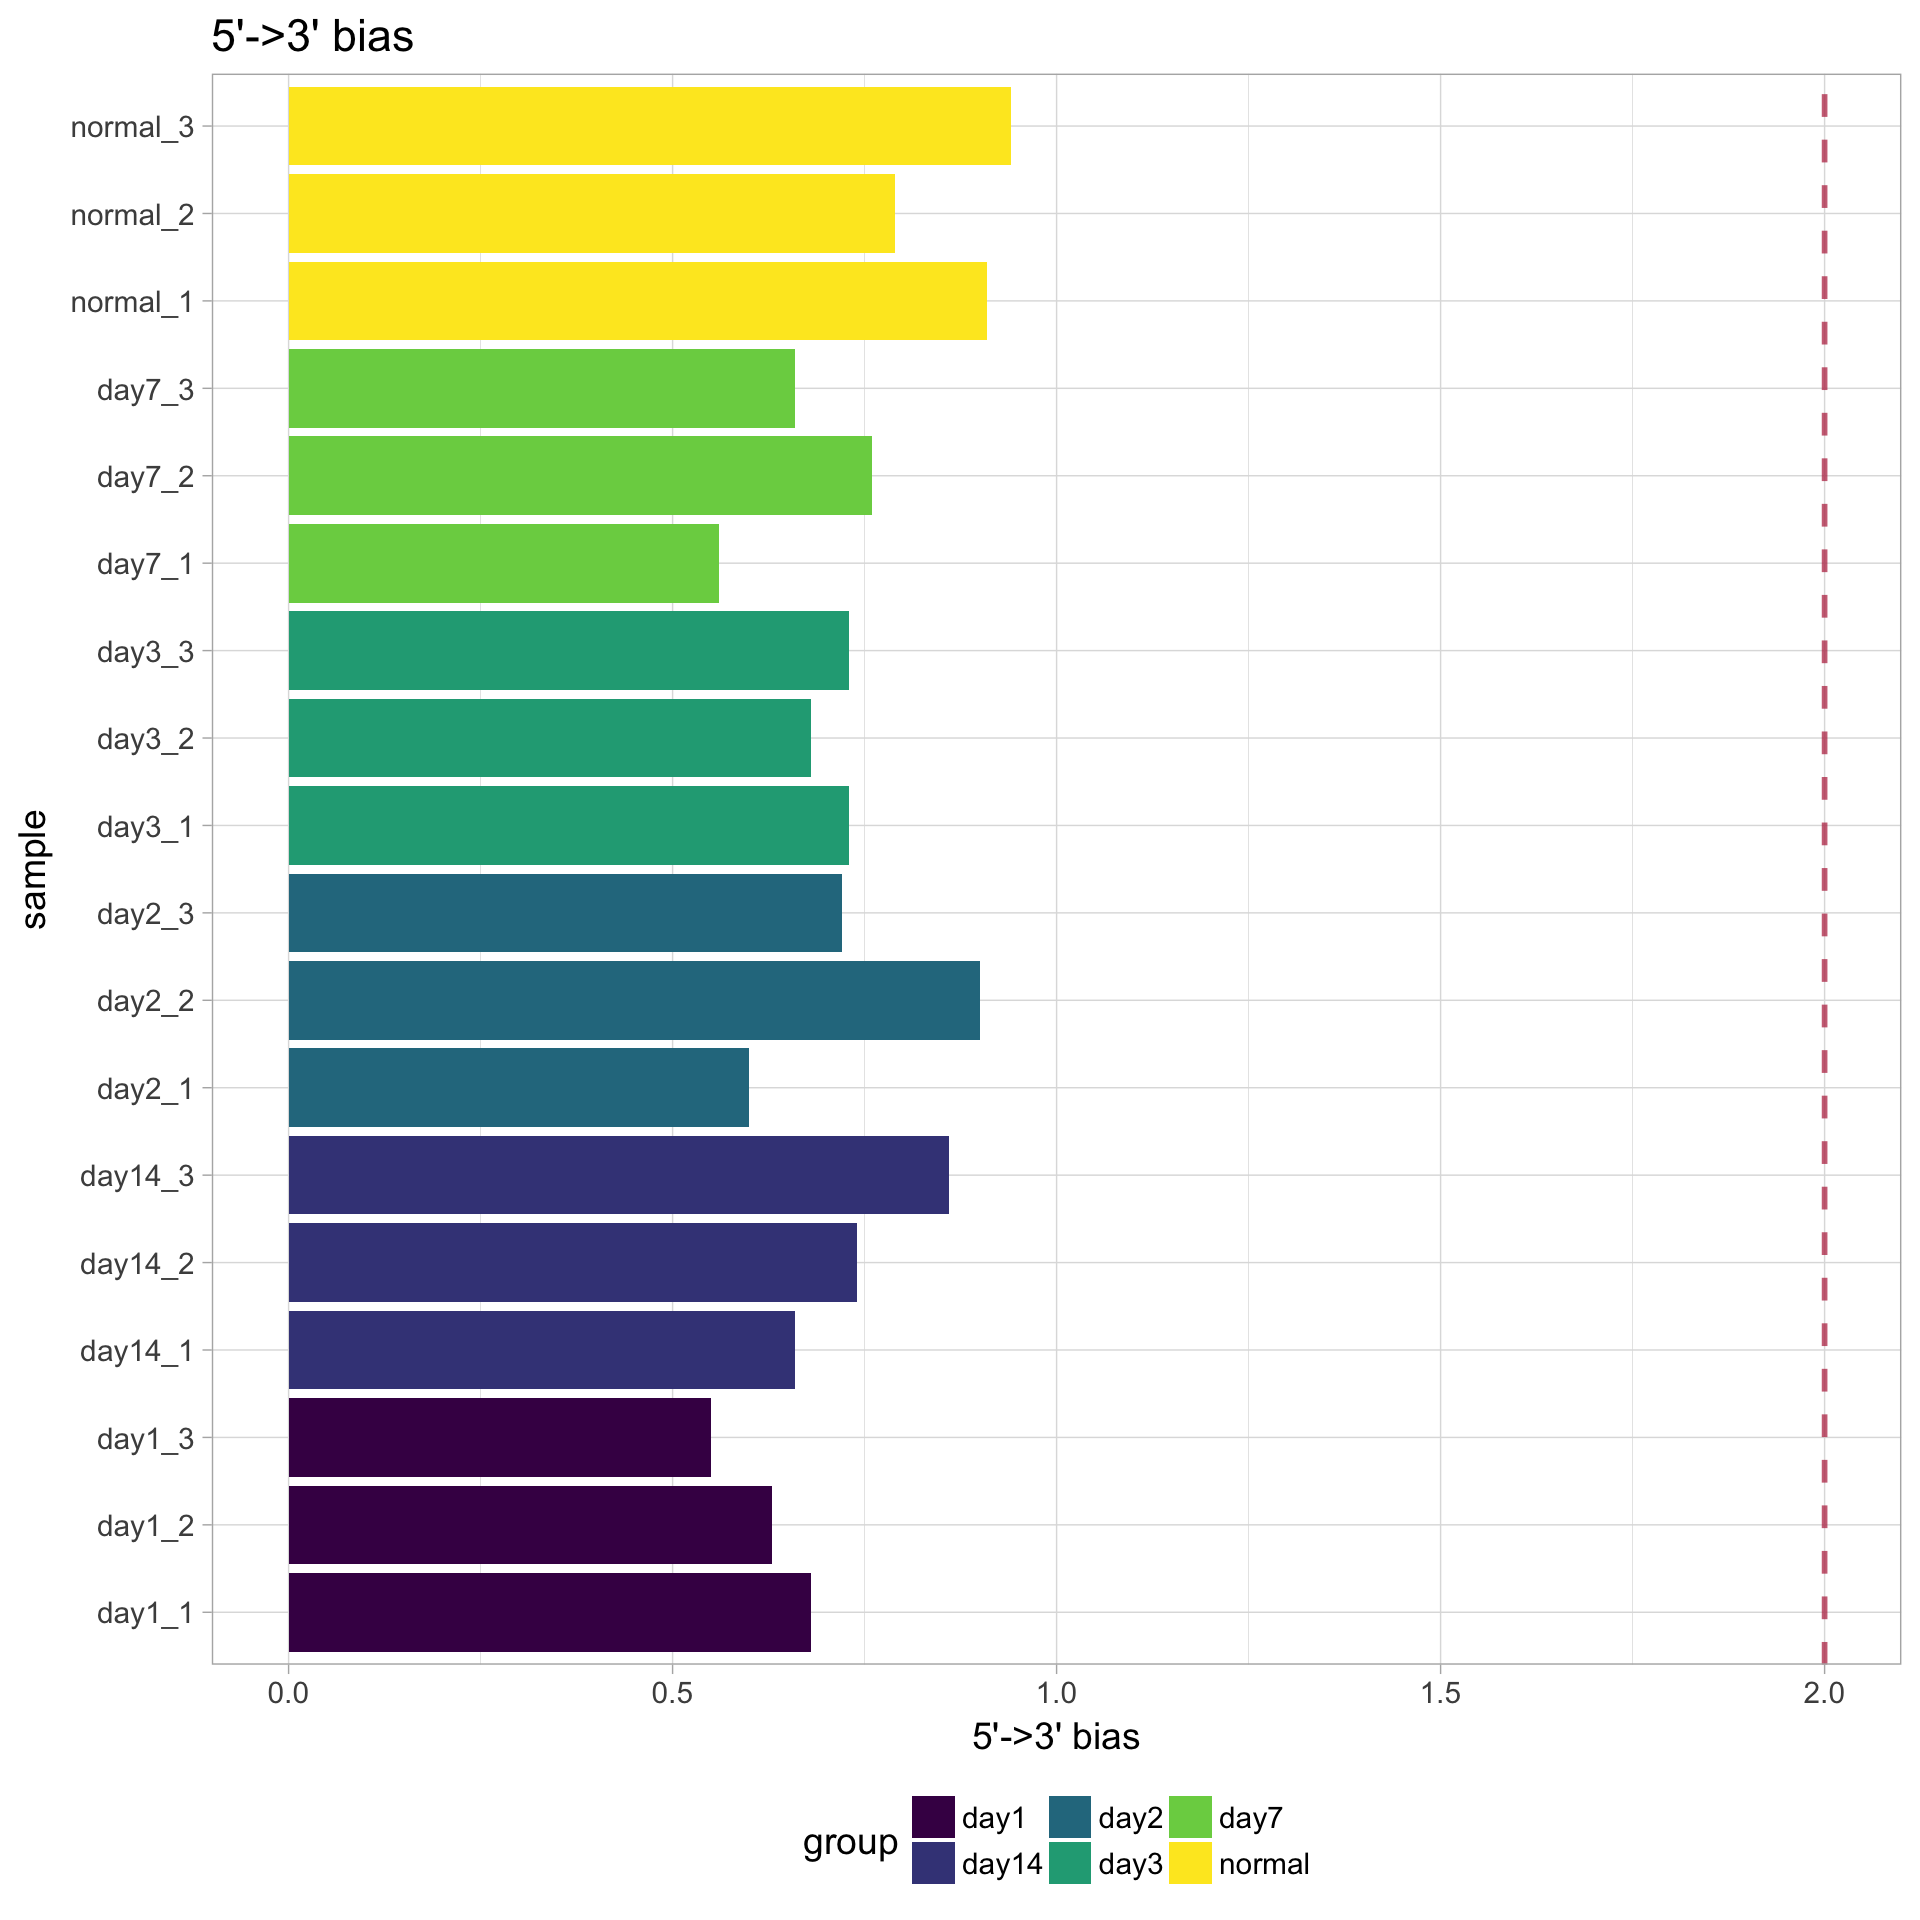 5'->3' bias
normal_3
normal_2
normal_1
day7_3
day7_2
day7_1
day3_3
day3_2
day3_1
day2_3
day2_2
day2_1
day14_3
day14_2
day14_1
day1_3
day1_2
day1_1
sample
0.0 0.5 1.0 1.5 2.0
5'->3' bias
group
day1 day2 day7
day14 day3 normal